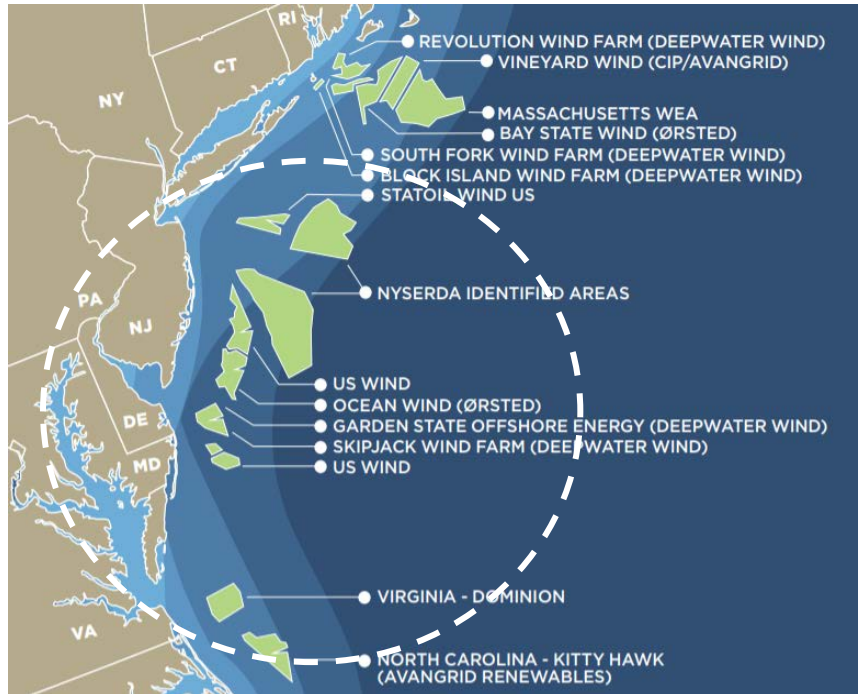 RI
REVOLUTION WIND FARM (DEEPWATER WIND)
CT
VINEYARD WIND (CIP/AVANGRID)
NY
MASSACHUSETTS WEA
BAY STATE WIND (ØRSTED)
SOUTH FORK WIND FARM (DEEPWATER WIND)
BLOCK ISLAND WIND FARM (DEEPWATER WIND)
STATOIL WIND US
PA
NYSERDA IDENTIFIED AREAS
NJ
US WIND
OCEAN WIND (ØRSTED)
DE
GARDEN STATE OFFSHORE ENERGY (DEEPWATER WIND)
SKIPJACK WIND FARM (DEEPWATER WIND)
MD
US WIND
VIRGINIA - DOMINION
VA
NORTH CAROLINA - KITTY HAWK
(AVANGRID RENEWABLES)